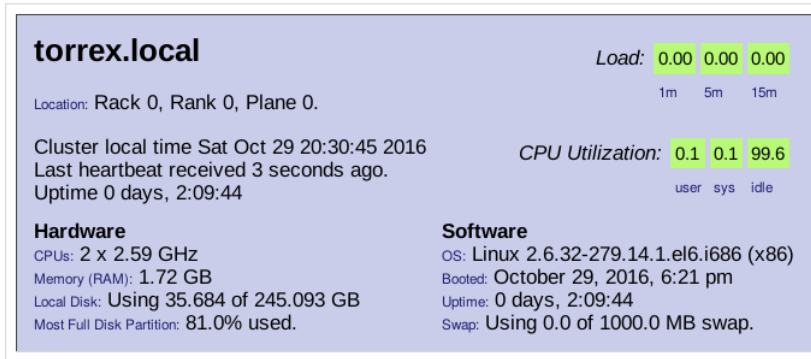 torrex.local
Load: 0.00 0.00 0.00
1m 5m 15m
Location: Rack 0, Rank 0, Plane 0.
Cluster local time Sat Oct 29 20:30:45 2016
Last heartbeat received 3 seconds ago.
Uptime 0 days, 2:09:44
CPU Utilization: 0.1 0.1 99.6
user sys idle
Hardware
CPUs: 2 x 2.59 GHz
Memory (RAM): 1.72 GB
Local Disk: Using 35.684 of 245.093 GB
Most Full Disk Partition: 81.0% used.
Software
OS: Linux 2.6.32-279.14.1.el6.i686 (x86)
Booted: October 29, 2016, 6:21 pm
Uptime: 0 days, 2:09:44
Swap: Using 0.0 of 1000.0 MB swap.